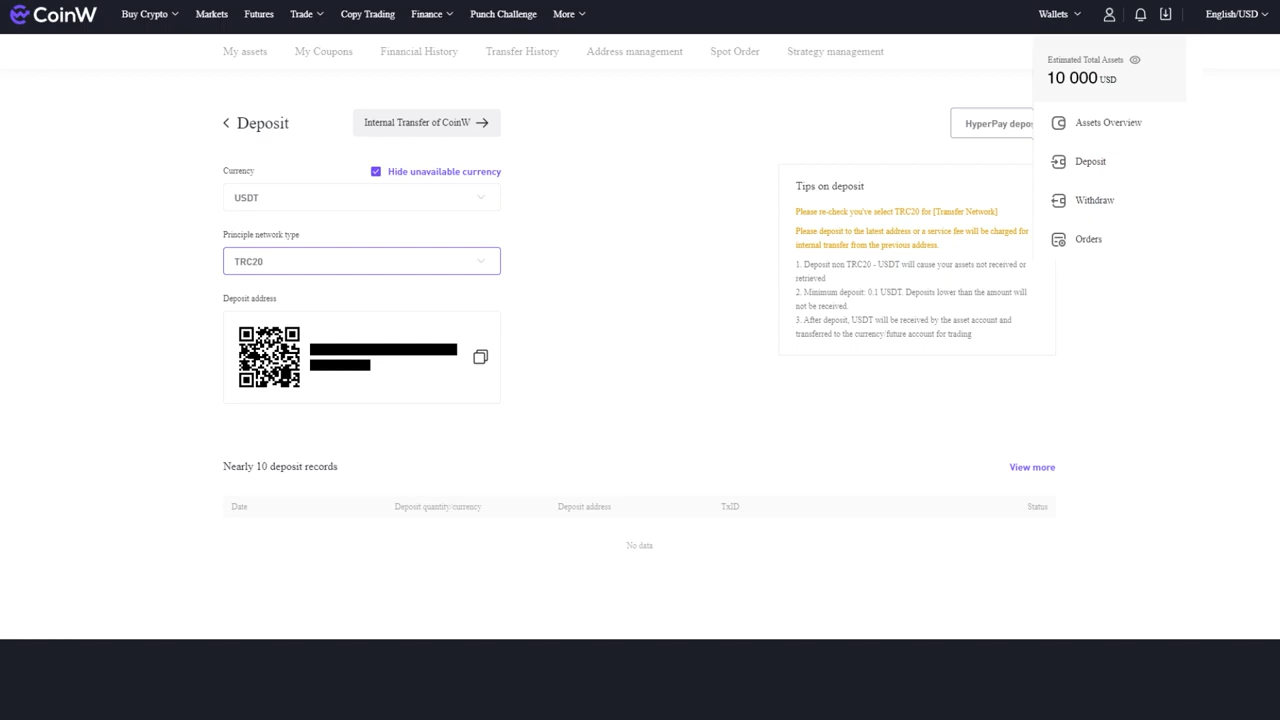 CoinW Buy Crypto Markets Futures Trade Copy Trading Finance Punch Challenge More Wallets English/USD
My assets My Coupons Financial History Transfer History Address management Spot Order Strategy management
Estimated Total Assets
10 000 USD
Assets Overview
Deposit
Withdraw
Orders
Deposit
Internal Transfer of CoinW
HyperPay depos
Currency
Hide unavailable currency
USDT
Principle network type
TRC20
Deposit address
Tips on deposit
Please re-check you've select TRC20 for [Transfer Network]
Please deposit to the latest address or a service fee will be charged for
internal transfer from the previous address.
1. Deposit non TRC20 - USDT will cause your assets not received or
retrieved
2. Minimum deposit: 0.1 USDT. Deposits lower than the amount will
not be received.
3. After deposit, USDT will be received by the asset account and
transferred to the currency/future account for trading
Nearly 10 deposit records
View more
Date Deposit quantity/currency Deposit address TxID Status
No data